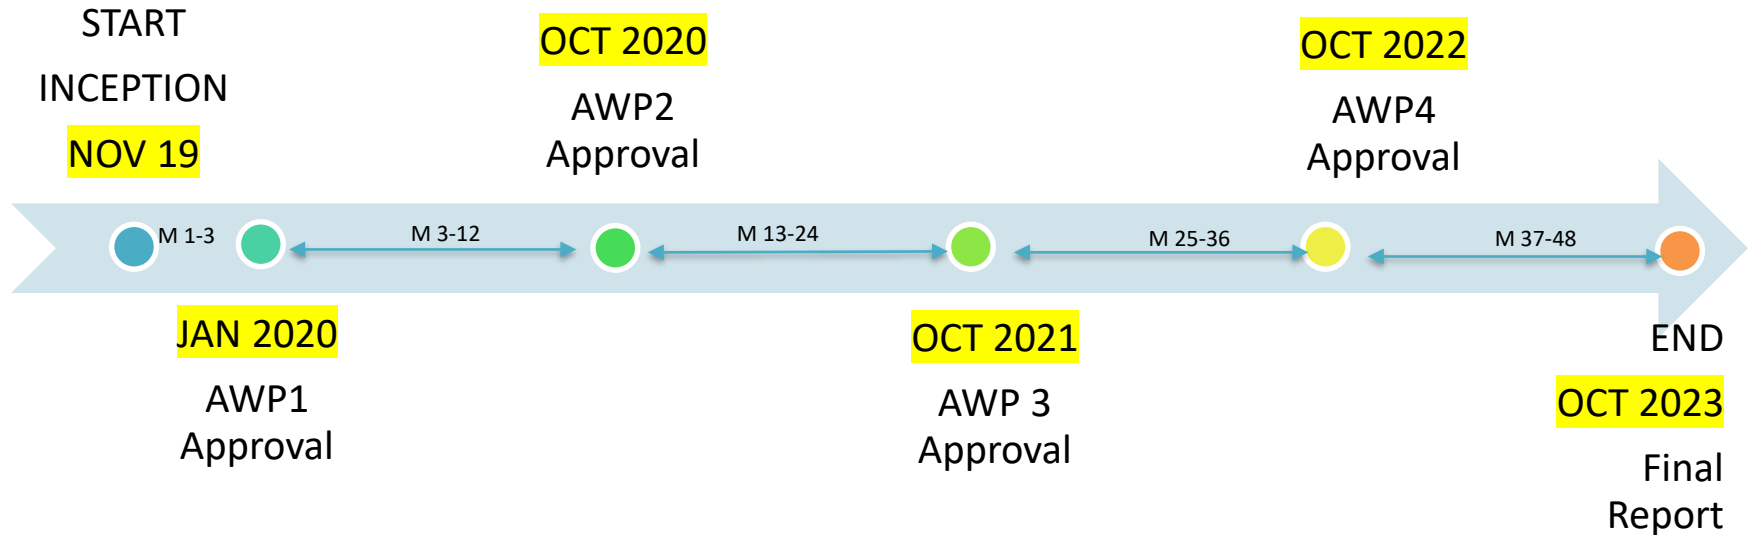 START
INCEPTION
NOV 19
OCT 2020
AWP2
Approval
OCT 2022
AWP4
Approval
M 1-3
M 3-12
M 13-24
M 25-36
M 37-48
JAN 2020
AWP1
Approval
OCT 2021
AWP 3
Approval
END
OCT 2023
Final
Report